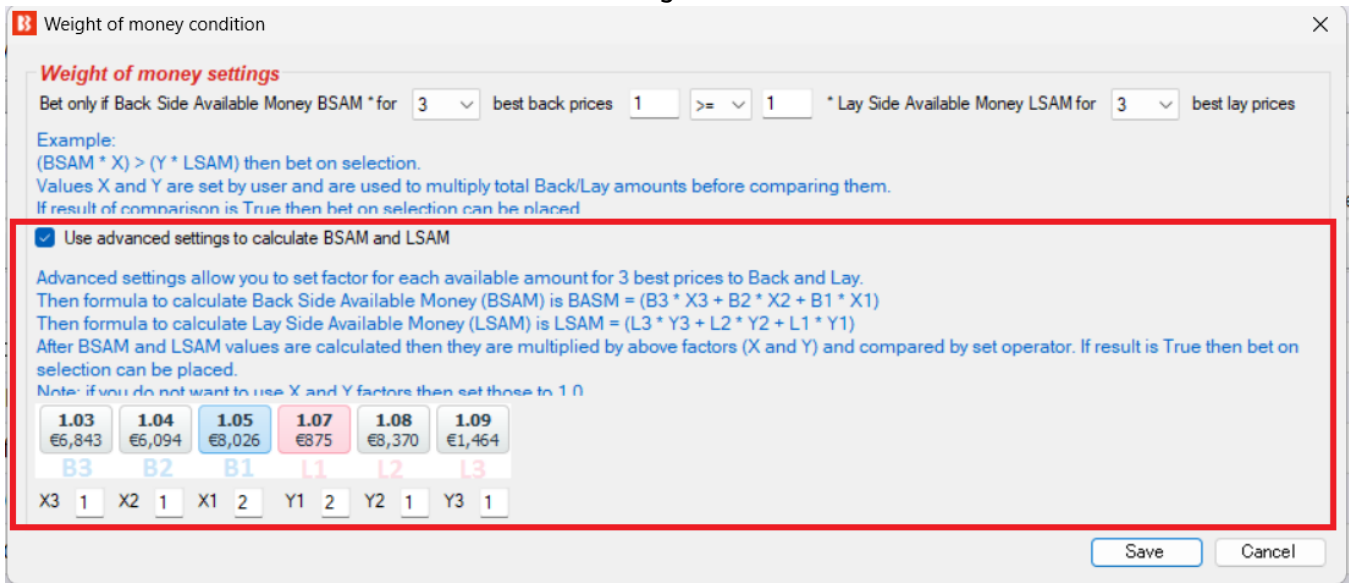 Weight of money condition
Weight of money settings
Bet only if Back Side Available Money BSAM * for 3 best back prices 1 >= 1 * Lay Side Available Money LSAM for 3 best lay prices
Example:
(BSAM * X) > (Y * LSAM) then bet on selection.
Values X and Y are set by user and are used to multiply total Back/Lay amounts before comparing them.
If result of comparison is True then bet on selection can be placed
Use advanced settings to calculate BSAM and LSAM
Advanced settings allow you to set factor for each available amount for 3 best prices to Back and Lay.
Then formula to calculate Back Side Available Money (BSAM) is BASM = (B3 * X3 + B2 * X2 + B1 * X1)
Then formula to calculate Lay Side Available Money (LSAM) is LSAM = (L3 * Y3 + L2 * Y2 + L1 * Y1)
After BSAM and LSAM values are calculated then they are multiplied by above factors (X and Y) and compared by set operator. If result is True then bet on
selection can be placed.
Note: if you do not want to use X and Y factors then set those to 1.0
1.03 1.04 1.05 1.07 1.08 1.09
€6,843 €6,094 €8,026 €875 €8,370 €1,464
B3 B2 B1 L1 L2 L3
X3 1 X2 1 X1 2 Y1 2 Y2 1 Y3 1
Save Cancel